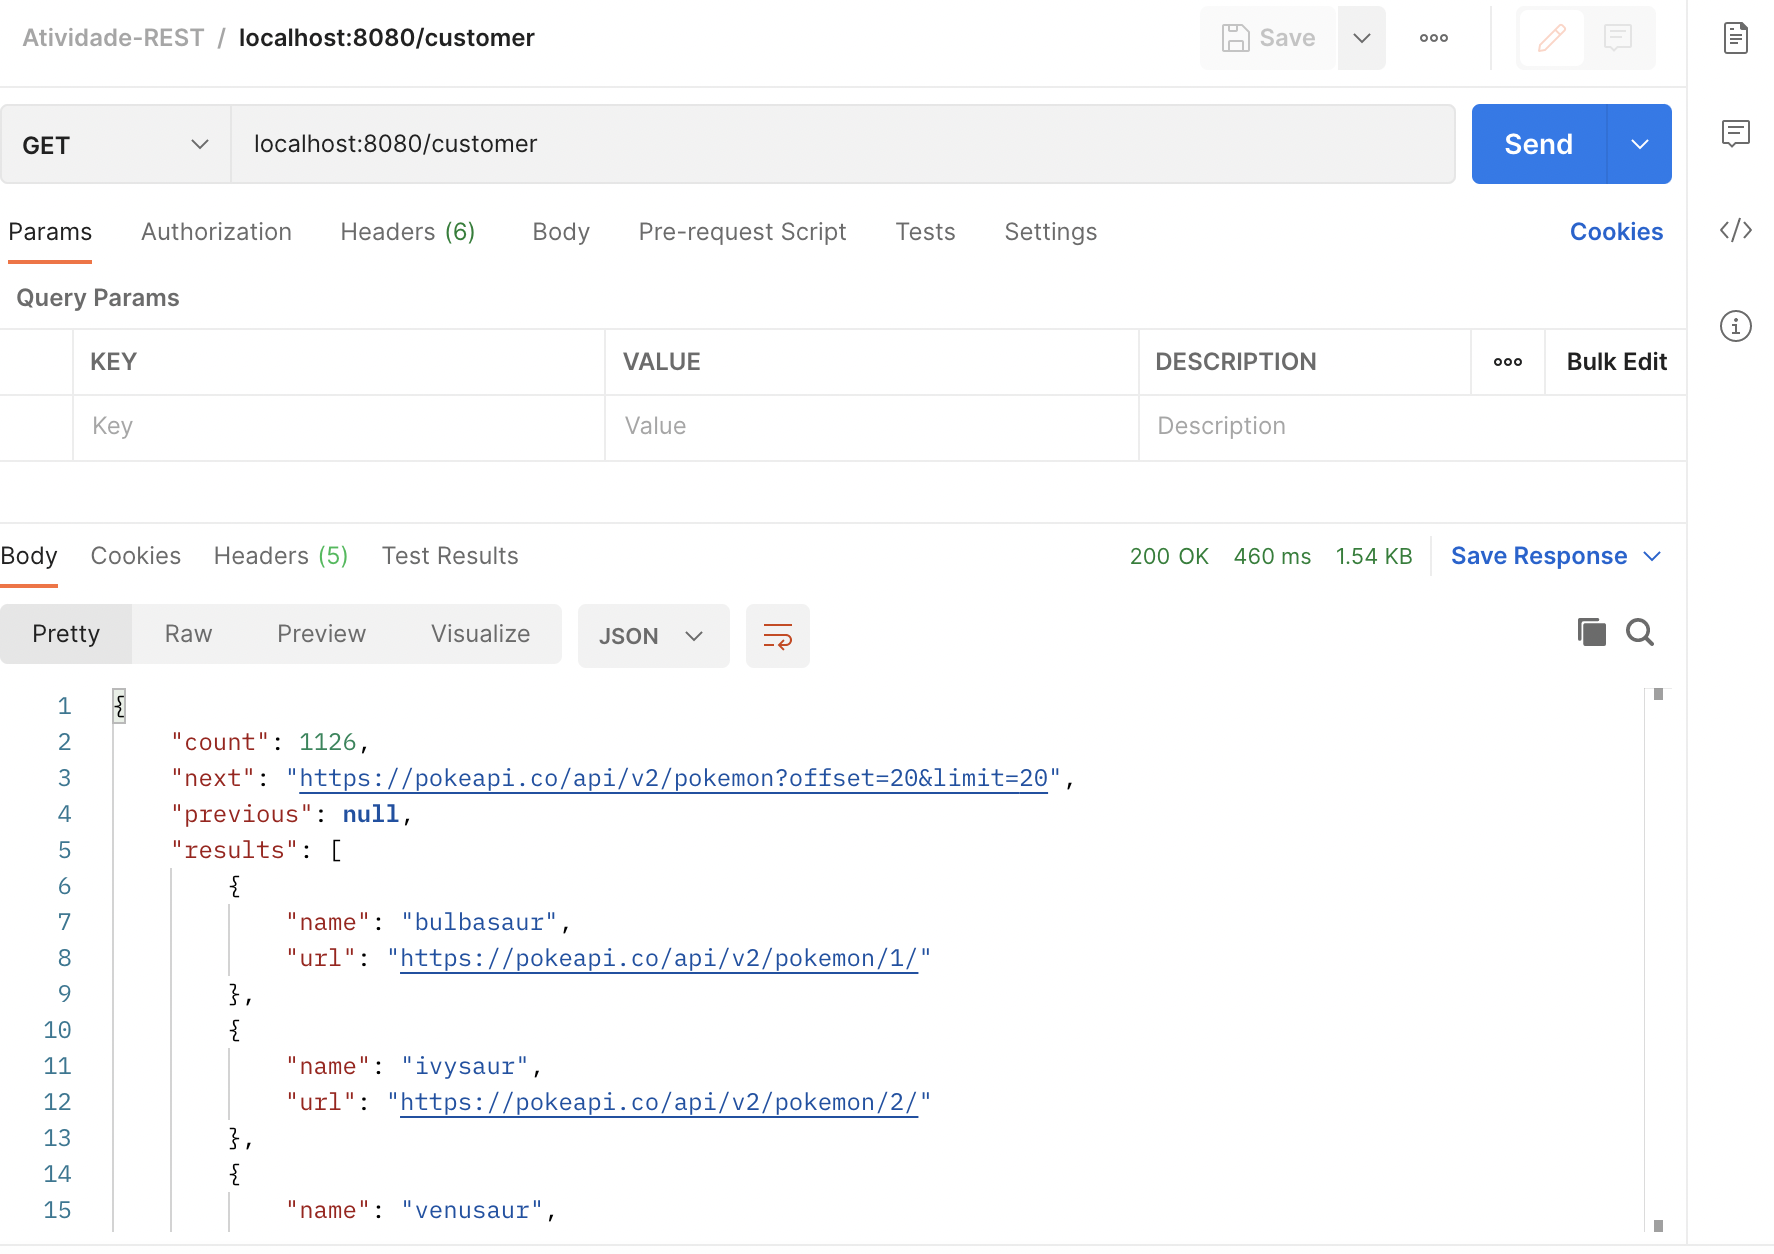 Atividade-REST / localhost:8080/customer Save
GET localhost:8080/customer Send
Params Authorization Headers (6) Body Pre-request Script Tests Settings Cookies
Query Params
KEY VALUE DESCRIPTION Bulk Edit
Key Value Description
Body Cookies Headers (5) Test Results 200 OK 460 ms 1.54 KB Save Response
Pretty Raw Preview Visualize JSON
1 {
2 "count": 1126,
3 "next": "https://pokeapi.co/api/v2/pokemon?offset=20&limit=20",
4 "previous": null,
5 "results": [
6 {
7 "name": "bulbasaur",
8 "url": "https://pokeapi.co/api/v2/pokemon/1/"
9 },
10 {
11 "name": "ivysaur",
12 "url": "https://pokeapi.co/api/v2/pokemon/2/"
13 },
14 {
15 "name": "venusaur",